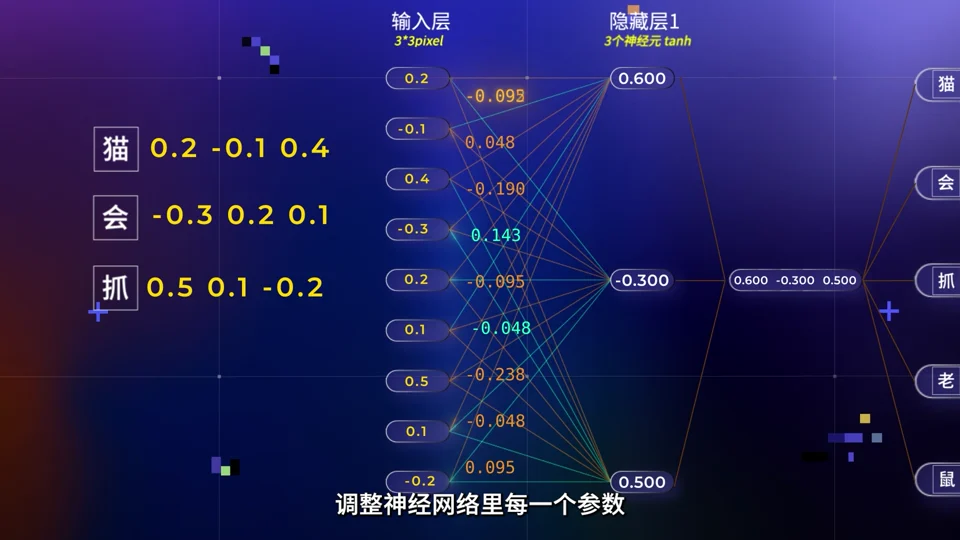 输入层
3*3pixel
隐藏层1
3个神经元 tanh
猫 0.2 -0.1 0.4
会 -0.3 0.2 0.1
抓 0.5 0.1 -0.2
0.2
-0.1
0.4
-0.3
0.2
0.1
0.5
0.1
-0.2
-0.095
0.048
-0.190
0.143
-0.095
-0.048
-0.238
-0.048
0.095
0.600
-0.300
0.500
0.600 -0.300 0.500
猫
会
抓
老
鼠
调整神经网络里每一个参数